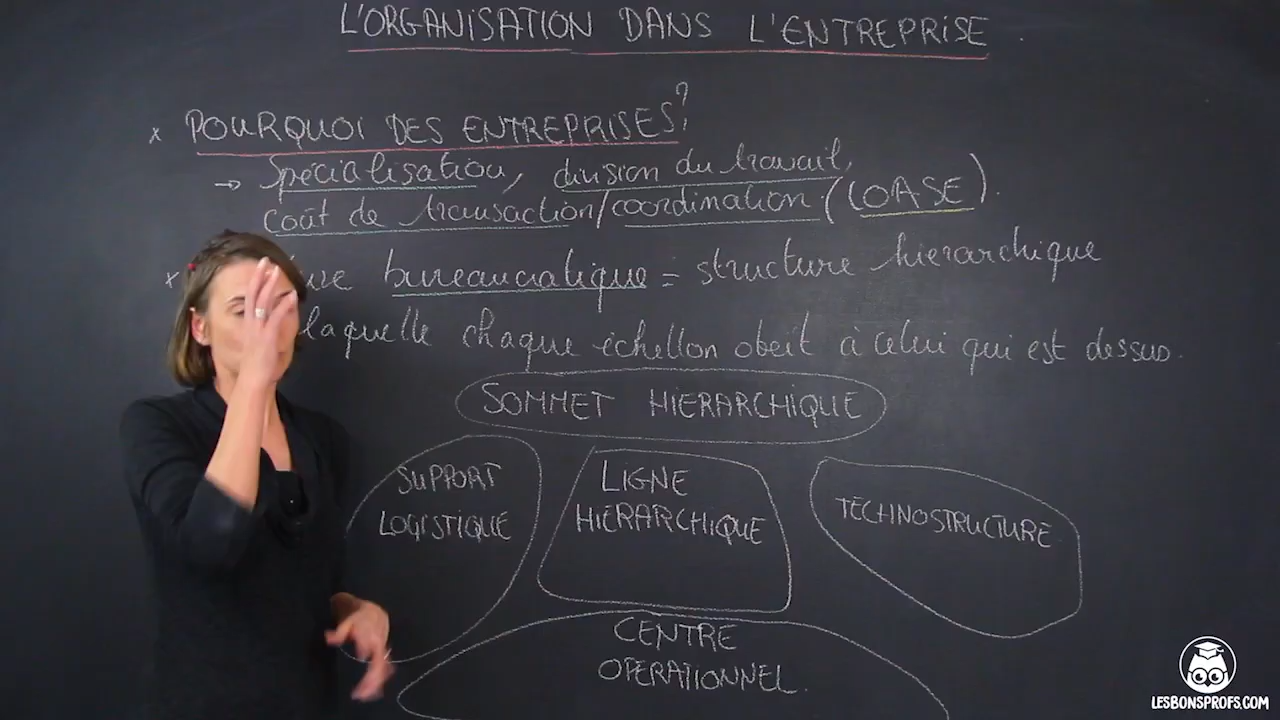 L'ORGANISATION DANS L'ENTREPRISE
x POURQUOI DES ENTREPRISES?
→ Spécialisation, division du travail,
coût de transaction/coordination (COASE).
x bureaucratique = structure hiérarchique
laquelle chaque échellon obeit à celui qui est dessus.
SOMMET HIERARCHIQUE
SUPPORT
LOGISTIQUE
LIGNE
HIERARCHIQUE
TECHNOSTRUCTURE
CENTRE
OPERATIONNEL.
LESBONSPROFS.COM